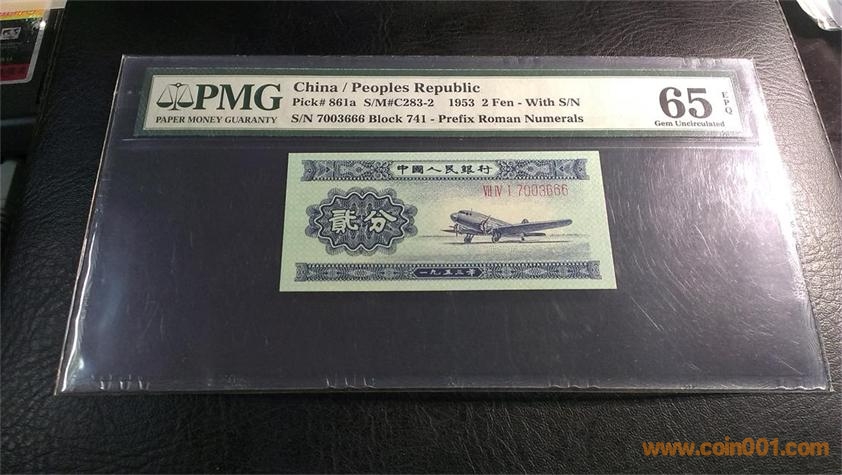 PMG
PAPER MONEY GUARANTY
China / Peoples Republic
Pick# 861a S/M#C283-2 1953 2 Fen - With S/N
S/N 7003666 Block 741 - Prefix Roman Numerals
65 EPQ
Gem Uncirculated
中國人民銀行
VII IV I 7003666
貳分
一九五三年
www.coin001.com